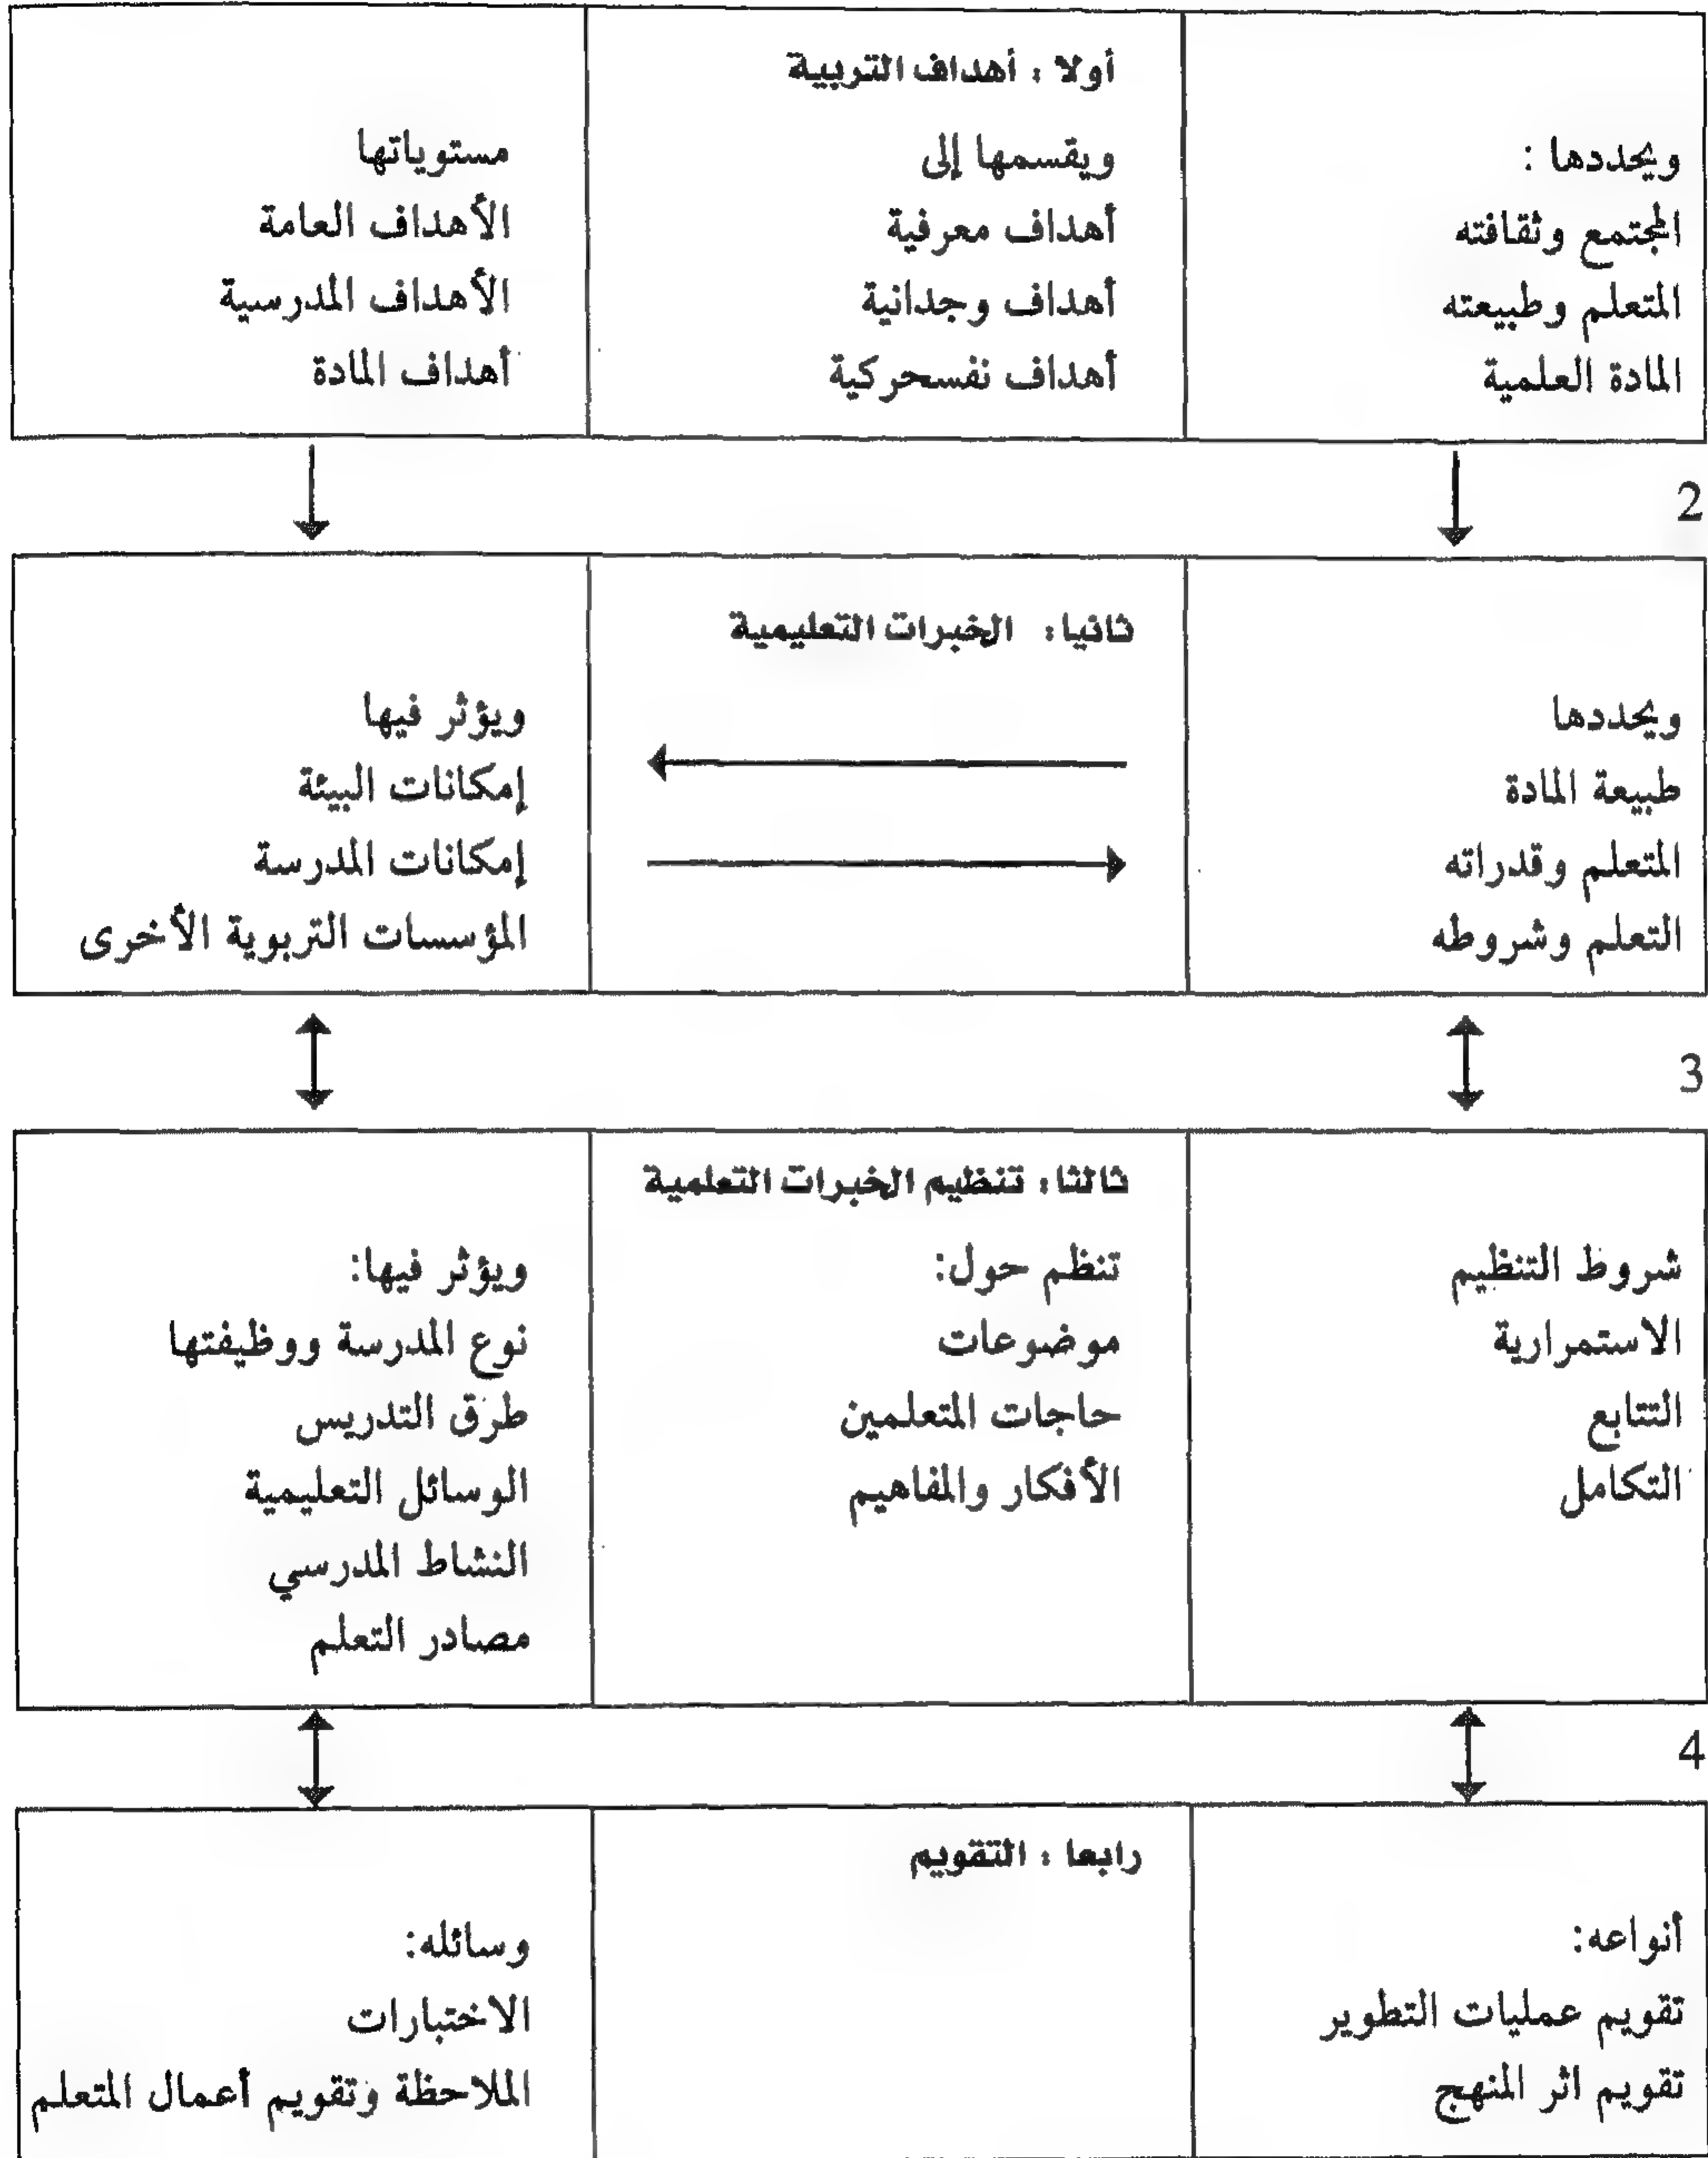 أولا : أهداف التربية
ويحددها :
المجتمع وثقافته
المتعلم وطبيعته
المادة العلمية
ويقسمها إلى
أهداف معرفية
أهداف وجدانية
أهداف نفسحركية
مستوياتها
الأهداف العامة
الأهداف المدرسية
أهداف المادة
2
ثانيا : الخبرات التعليمية
ويحددها
طبيعة المادة
المتعلم وقدراته
التعلم وشروطه
ويؤثر فيها
إمكانات البيئة
إمكانات المدرسة
المؤسسات التربوية الأخرى
3
ثالثا : تنظيم الخبرات التعلمية
شروط التنظيم
الاستمرارية
التتابع
التكامل
تنظم حول:
موضوعات
حاجات المتعلمين
الأفكار والمفاهيم
ويؤثر فيها:
نوع المدرسة ووظيفتها
طرق التدريس
الوسائل التعليمية
النشاط المدرسي
مصادر التعلم
4
رابعا : التقويم
أنواعه:
تقويم عمليات التطوير
تقويم اثر المنهج
وسائله:
الاختبارات
الملاحظة وتقويم أعمال المتعلم